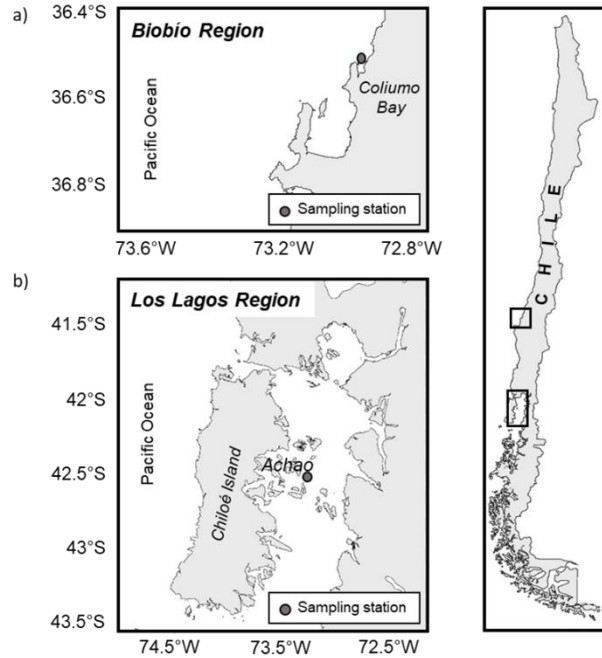 a)
36.4°S
36.6°S
36.8°S
Biobío Region
Pacific Ocean
Coliumo
Bay
Sampling station
73.6°W 73.2°W 72.8°W
b)
41.5°S
42°S
42.5°S
43°S
43.5°S
Los Lagos Region
Pacific Ocean
Chiloé Island
Achao
Sampling station
74.5°W 73.5°W 72.5°W
CHILE